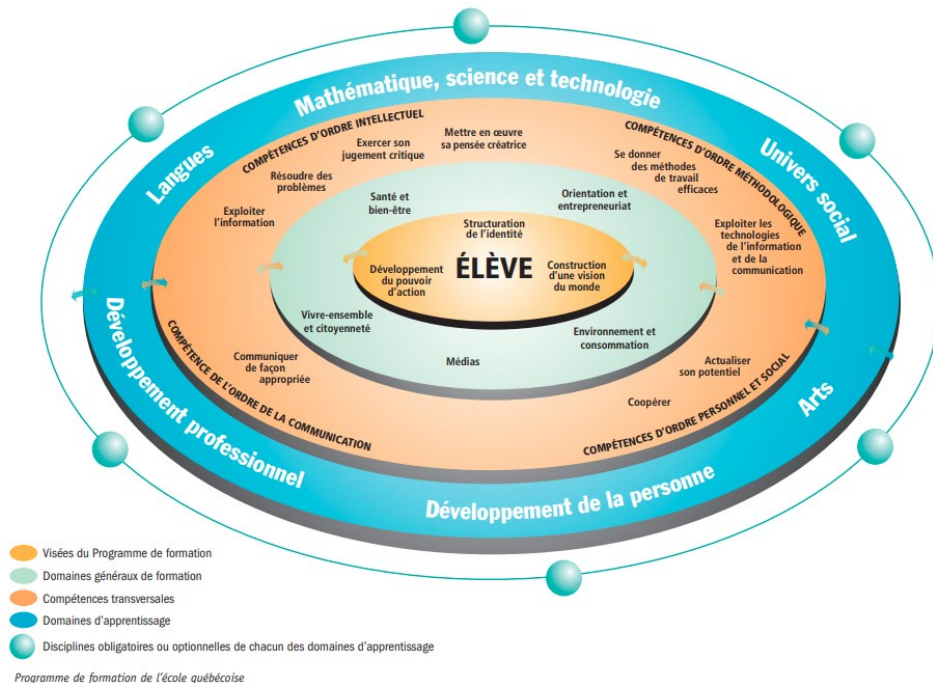 Mathématique, science et technologie
Langues
Univers social
Développement professionnel
Développement de la personne
Arts
COMPÉTENCES D'ORDRE INTELLECTUEL
COMPÉTENCES D'ORDRE MÉTHODOLOGIQUE
Mettre en œuvre
sa pensée créatrice
Exercer son
jugement critique
Résoudre des
problèmes
Exploiter
l'information
Se donner
des méthodes
de travail
efficaces
Exploiter les
technologies
de l'information
et de la
communication
Santé et
bien-être
Orientation et
entrepreneuriat
Structuration
de l'identité
ÉLÈVE
Développement
du pouvoir
d'action
Construction
d'une vision
du monde
Vivre-ensemble
et citoyenneté
Environnement et
consommation
Médias
Communiquer
de façon
appropriée
Actualiser
son potentiel
Coopérer
COMPÉTENCE DE L'ORDRE DE LA COMMUNICATION
COMPÉTENCES D'ORDRE PERSONNEL ET SOCIAL
Visées du Programme de formation
Domaines généraux de formation
Compétences transversales
Domaines d'apprentissage
Disciplines obligatoires ou optionnelles de chacun des domaines d'apprentissage
Programme de formation de l'école québécoise